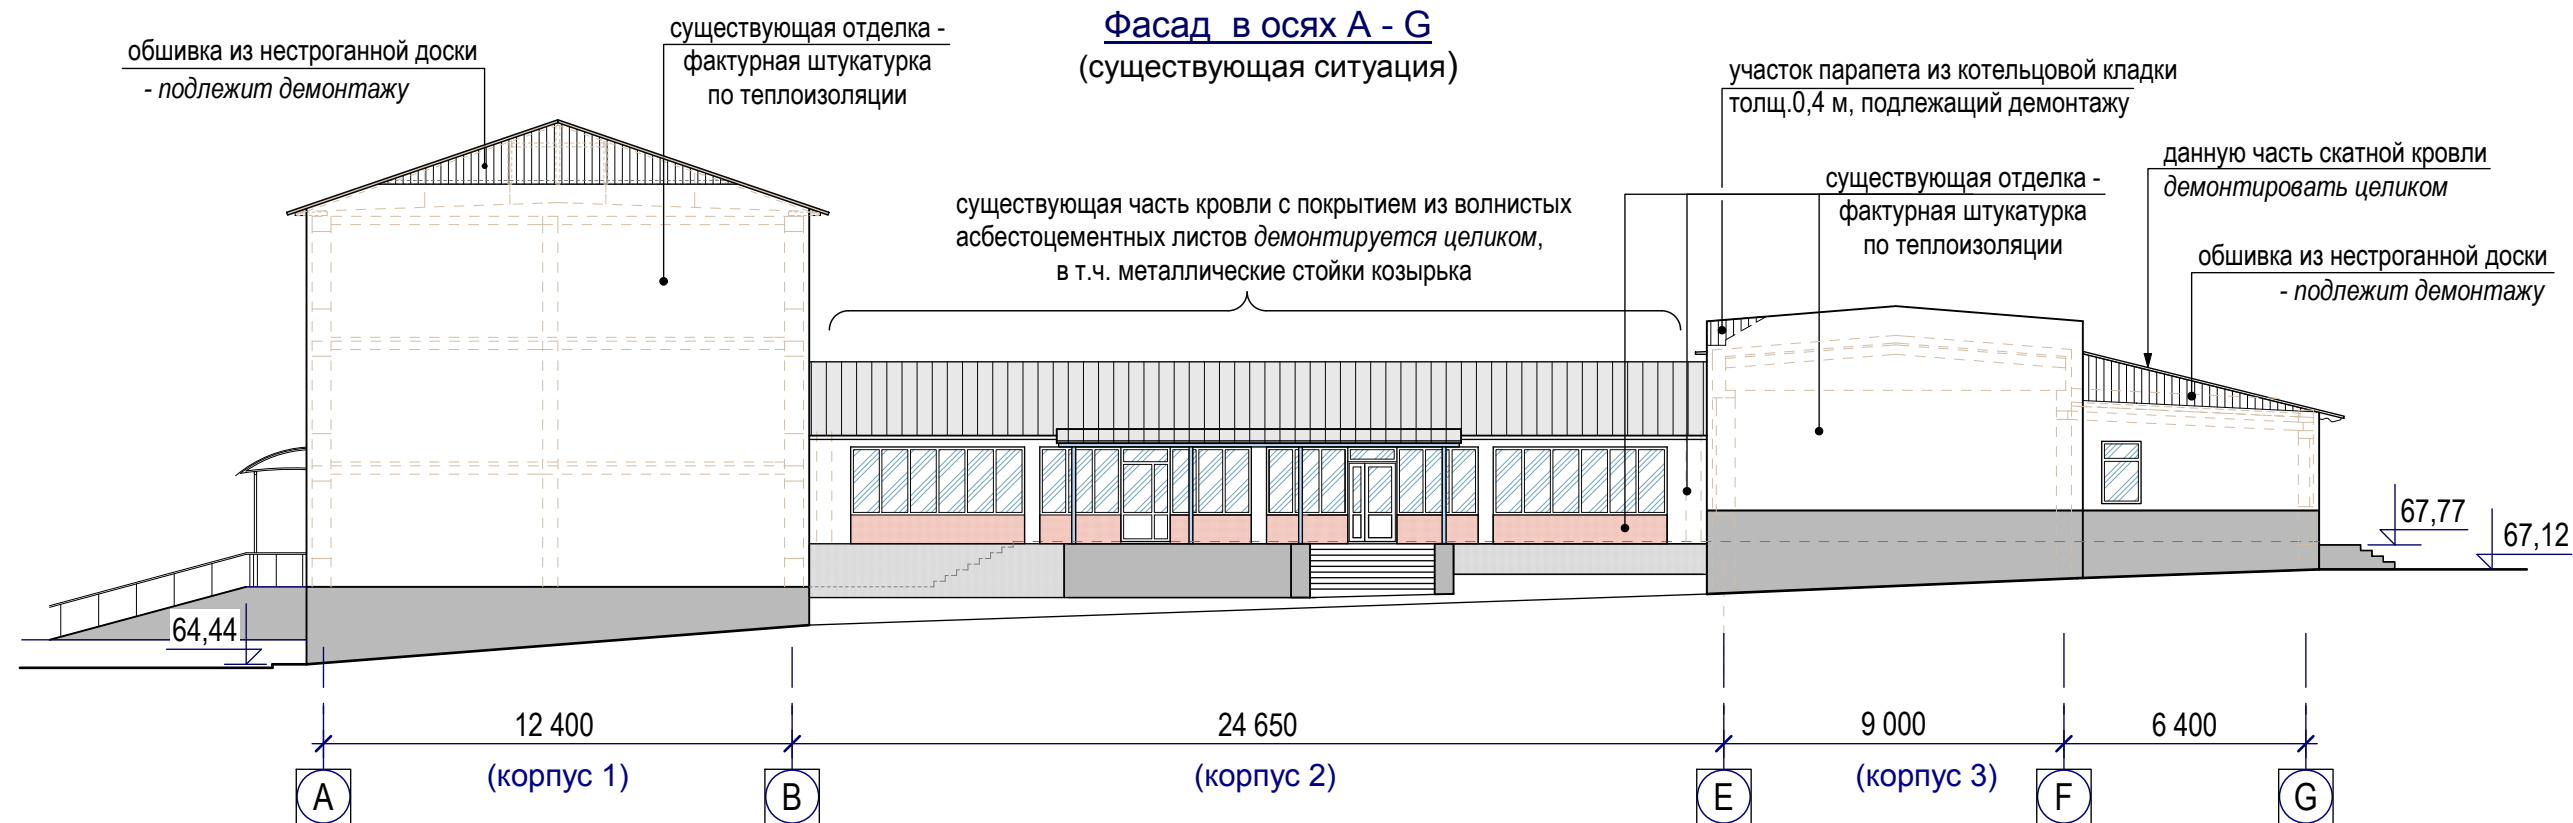 Фасад в осях A - G
(существующая ситуация)
обшивка из нестроганной доски
- подлежит демонтажу
существующая отделка -
фактурная штукатурка
по теплоизоляции
существующая часть кровли с покрытием из волнистых
асбестоцементных листов демонтируется целиком,
в т.ч. металлические стойки козырька
участок парапета из котельцовой кладки
толщ.0,4 м, подлежащий демонтажу
существующая отделка -
фактурная штукатурка
по теплоизоляции
данную часть скатной кровли
демонтировать целиком
обшивка из нестроганной доски
- подлежит демонтажу
67,77
67,12
64,44
12 400
24 650
9 000
6 400
(корпус 1)
(корпус 2)
(корпус 3)
A
B
E
F
G